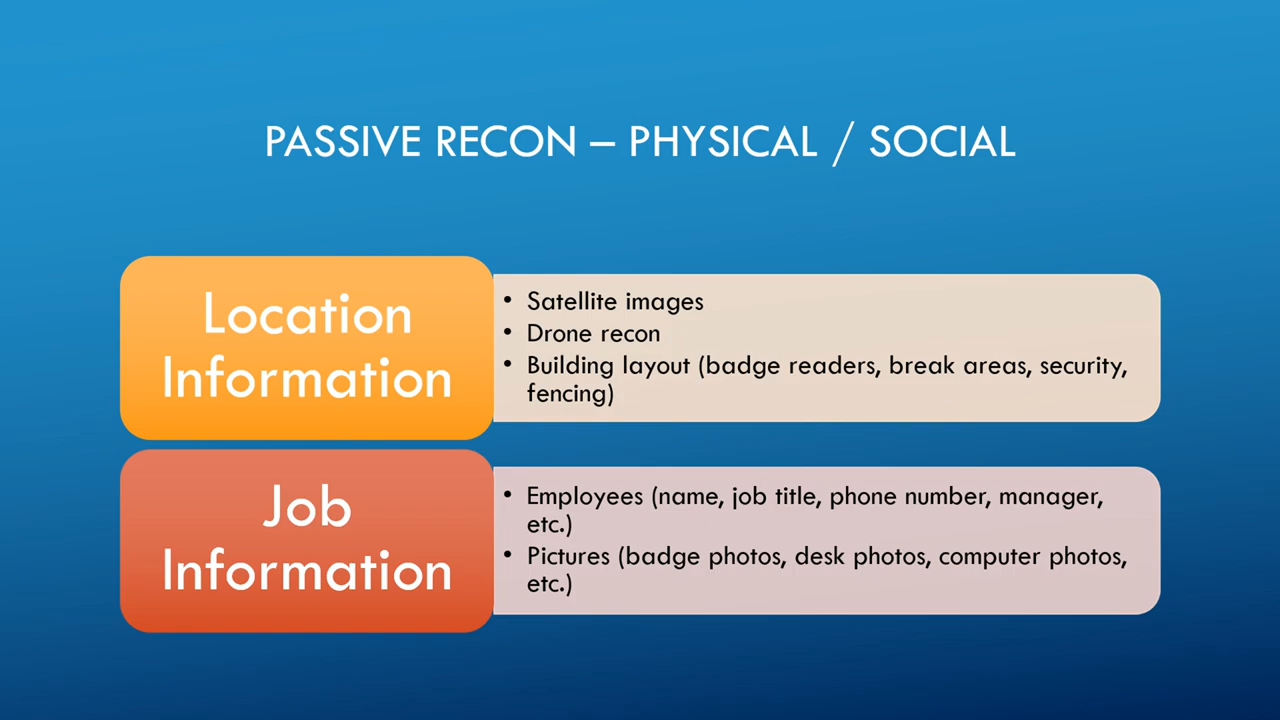 PASSIVE RECON – PHYSICAL / SOCIAL
Location
Information
• Satellite images
• Drone recon
• Building layout (badge readers, break areas, security,
fencing)
Job
Information
• Employees (name, job title, phone number, manager,
etc.)
• Pictures (badge photos, desk photos, computer photos,
etc.)